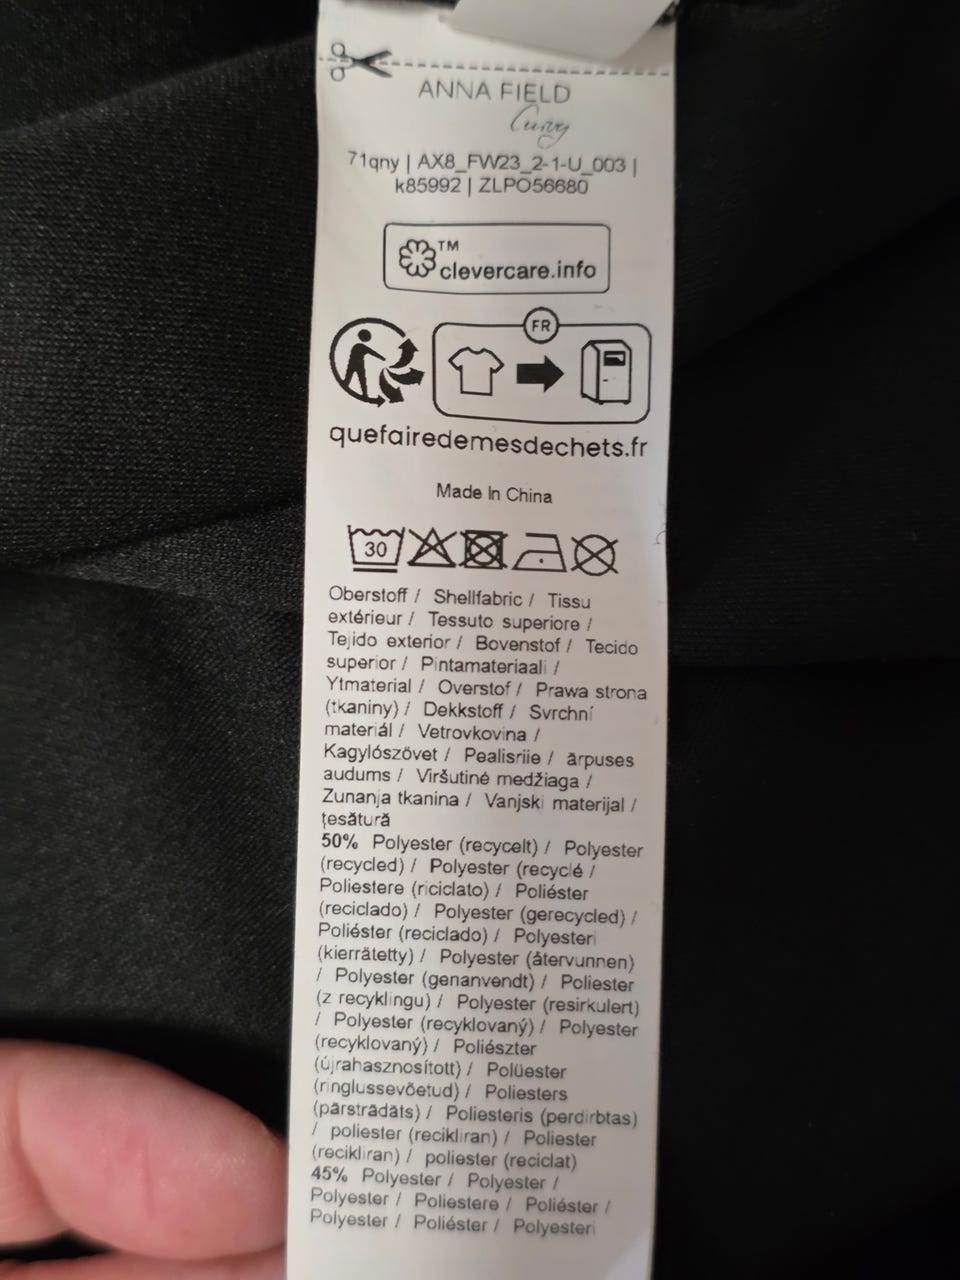 ANNA FIELD
Curvy
71qny | AX8_FW23_2-1-U_003 |
k85992 | ZLPO56680
TM
clevercare.info
FR
quefairedemesdechets.fr
Made In China
30
Oberstoff / Shellfabric / Tissu
extérieur / Tessuto superiore /
Tejido exterior / Bovenstof / Tecido
superior / Pintamateriaali /
Ytmaterial / Overstof / Prawa strona
(tkaniny) / Dekkstoff / Svrchní
materiál / Vetrovkovina /
Kagylószövet / Pealisriie / ārpuses
audums / Viršutinė medžiaga /
Zunanja tkanina / Vanjski materijal /
țesătură
50% Polyester (recycelt) / Polyester
(recycled) / Polyester (recyclé /
Poliestere (riciclato) / Poliéster
(reciclado) / Polyester (gerecycled) /
Poliéster (reciclado) / Polyesteri
(kierrätetty) / Polyester (återvunnen)
/ Polyester (genanvendt) / Poliester
(z recyklingu) / Polyester (resirkulert)
/ Polyester (recyklovaný) / Polyester
(recyklovaný) / Poliészter
(újrahasznosított) / Polüester
(ringlussevõetud) / Poliesters
(pārstrādāts) / Poliesteris (perdirbtas)
/ poliester (recikliran) / Poliester
(recikliran) / poliester (reciclat)
45% Polyester / Polyester /
Polyester / Poliestere / Poliéster /
Polyester / Poliéster / Polyesteri